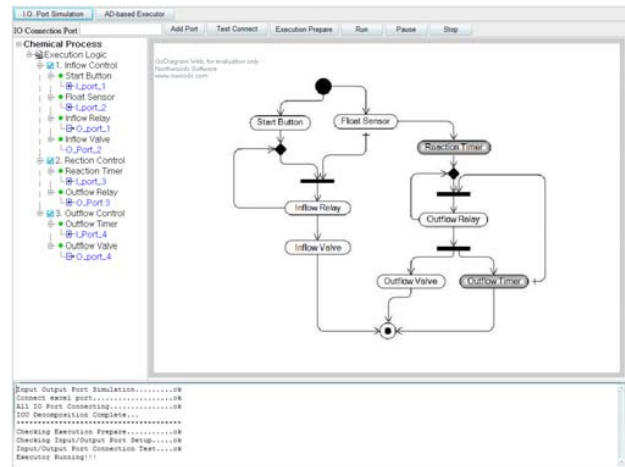 I.O. Port Simulation
AD-based Executor
IO Connection Port
Add Port
Test Connect
Execution Prepare
Run
Pause
Stop
Chemical Process
Execution Logic
1. Inflow Control
Start Button
I_port_1
Float Sensor
I_port_2
Inflow Relay
O_port_1
Inflow Valve
O_Port_2
2. Rection Control
Reaction Timer
I_port_3
Outflow Relay
O_Port 3
3. Outflow Control
Outflow Timer
I_Port_4
Outflow Valve
O_port_4
GoDiagram Web, for evaluation only
Northwoods Software
www.nwoods.com
Start Button
Float Sensor
Reaction Timer
Inflow Relay
Outflow Relay
Inflow Valve
Outflow Valve
Outflow Timer
Input Output Port Simulation.........ok
Connect excel port...................ok
All IO Port Connecting...............ok
IOU Decomposition Complete...
****************************************
Checking Execution Prepare...........ok
Checking Input/Output Port Setup.....ok
Input/Output Port Connection Test....ok
Executor Running!!!